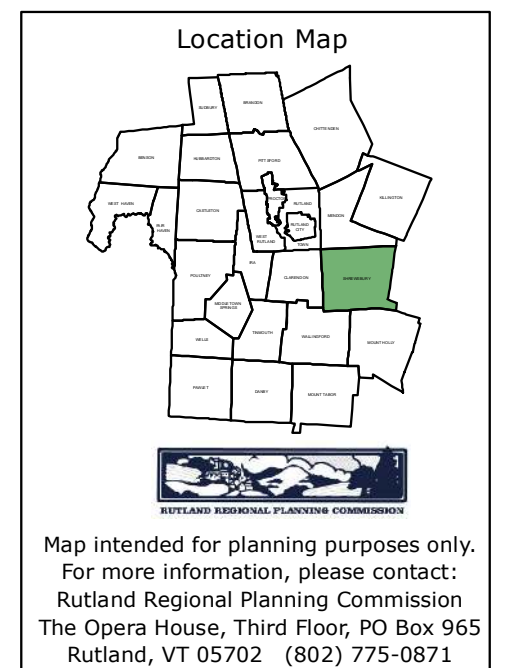 Location Map
SUDBURY
BRANDON
CHITTENDEN
BENSON
HUBBARDTON
PITTSFORD
KILLINGTON
WEST HAVEN
FAIR
HAVEN
CASTLETON
PROCTOR
RUTLAND
RUTLAND
CITY
TOWN
MENDON
WEST
RUTLAND
IRA
POULTNEY
CLARENDON
SHREWSBURY
MIDDLETOWN
SPRINGS
WELLS
TINMOUTH
WALLINGFORD
MOUNT HOLLY
PAWLET
DANBY
MOUNT TABOR
RUTLAND REGIONAL PLANNING COMMISSION
Map intended for planning purposes only.
For more information, please contact:
Rutland Regional Planning Commission
The Opera House, Third Floor, PO Box 965
Rutland, VT 05702 (802) 775-0871